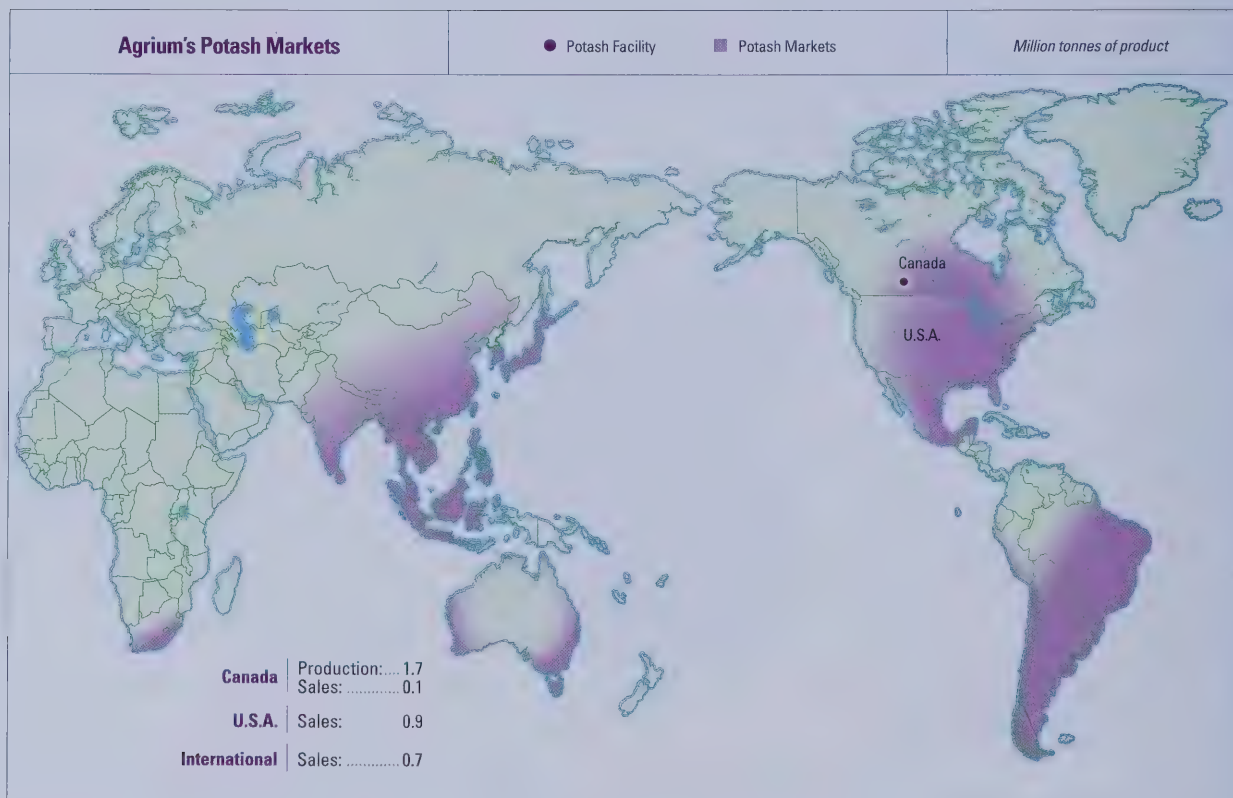 Agrium's Potash Markets
Potash Facility
Potash Markets
Million tonnes of product
Canada
U.S.A.
Canada
Production:....1.7
Sales: ............0.1
U.S.A.
Sales: 0.9
International
Sales: ............0.7